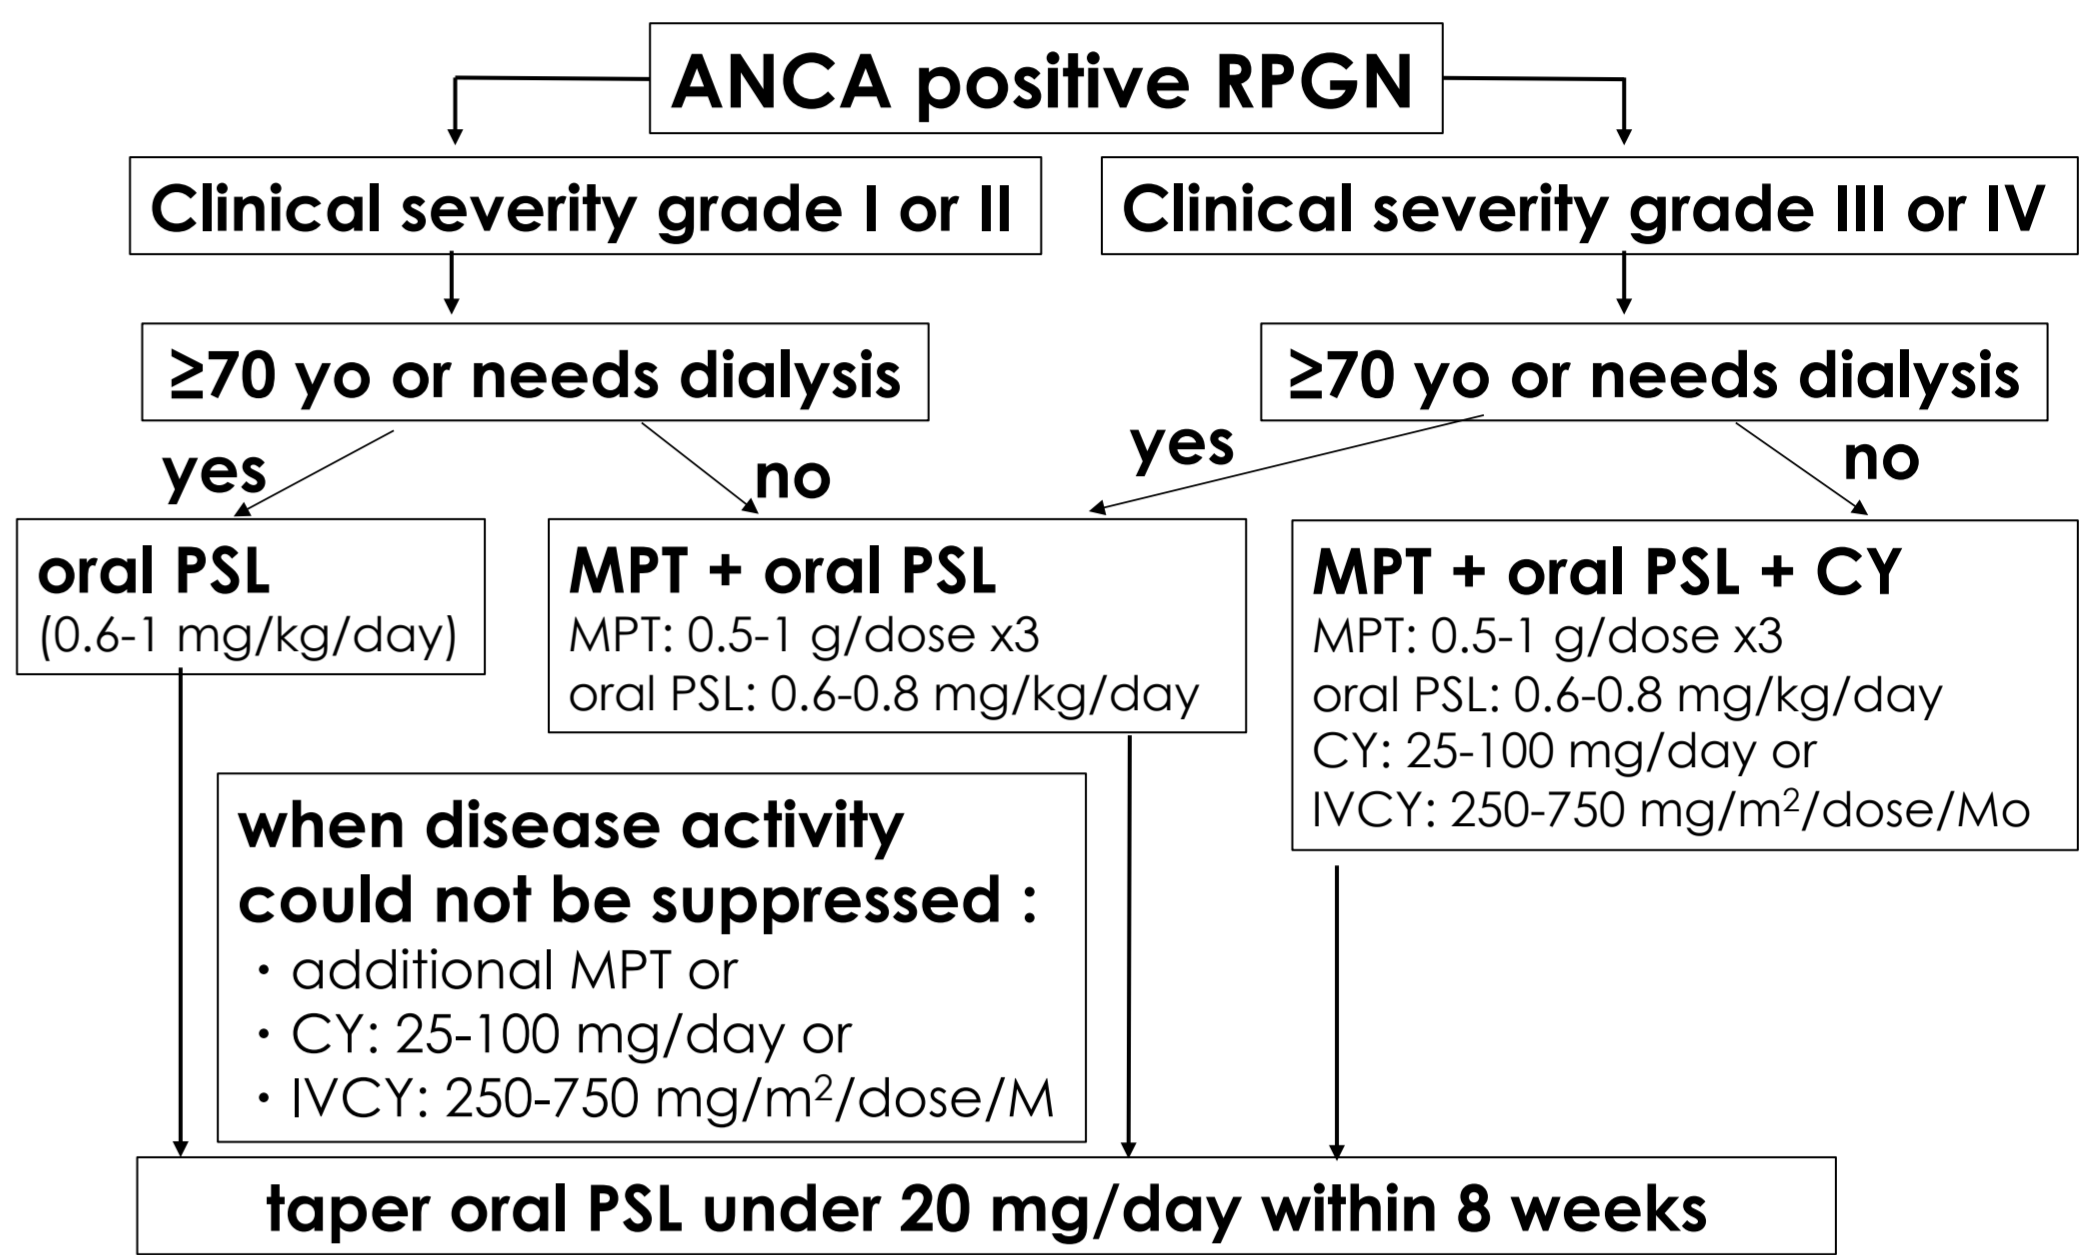 ANCA positive RPGN
Clinical severity grade I or II
Clinical severity grade III or IV
≥70 yo or needs dialysis
≥70 yo or needs dialysis
yes
no
yes
no
oral PSL
(0.6-1 mg/kg/day)
MPT + oral PSL
MPT: 0.5-1 g/dose x3
oral PSL: 0.6-0.8 mg/kg/day
MPT + oral PSL + CY
MPT: 0.5-1 g/dose x3
oral PSL: 0.6-0.8 mg/kg/day
CY: 25-100 mg/day or
IVCY: 250-750 mg/m²/dose/Mo
when disease activity
could not be suppressed :
・additional MPT or
・CY: 25-100 mg/day or
・IVCY: 250-750 mg/m²/dose/M
taper oral PSL under 20 mg/day within 8 weeks